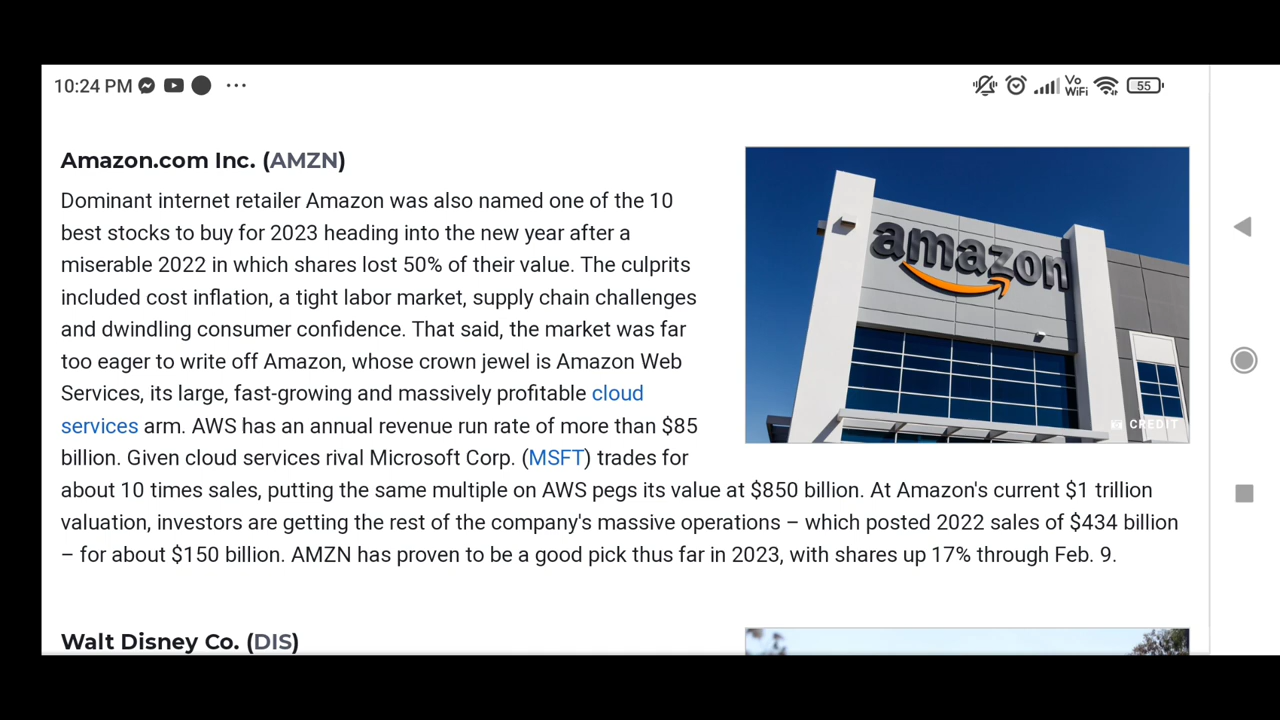 10:24 PM
Vo
WiFi
55
Amazon.com Inc. (AMZN)
Dominant internet retailer Amazon was also named one of the 10
best stocks to buy for 2023 heading into the new year after a
miserable 2022 in which shares lost 50% of their value. The culprits
included cost inflation, a tight labor market, supply chain challenges
and dwindling consumer confidence. That said, the market was far
too eager to write off Amazon, whose crown jewel is Amazon Web
Services, its large, fast-growing and massively profitable cloud
services arm. AWS has an annual revenue run rate of more than $85
billion. Given cloud services rival Microsoft Corp. (MSFT) trades for
about 10 times sales, putting the same multiple on AWS pegs its value at $850 billion. At Amazon's current $1 trillion
valuation, investors are getting the rest of the company's massive operations – which posted 2022 sales of $434 billion
– for about $150 billion. AMZN has proven to be a good pick thus far in 2023, with shares up 17% through Feb. 9.
amazon
CREDIT
Walt Disney Co. (DIS)